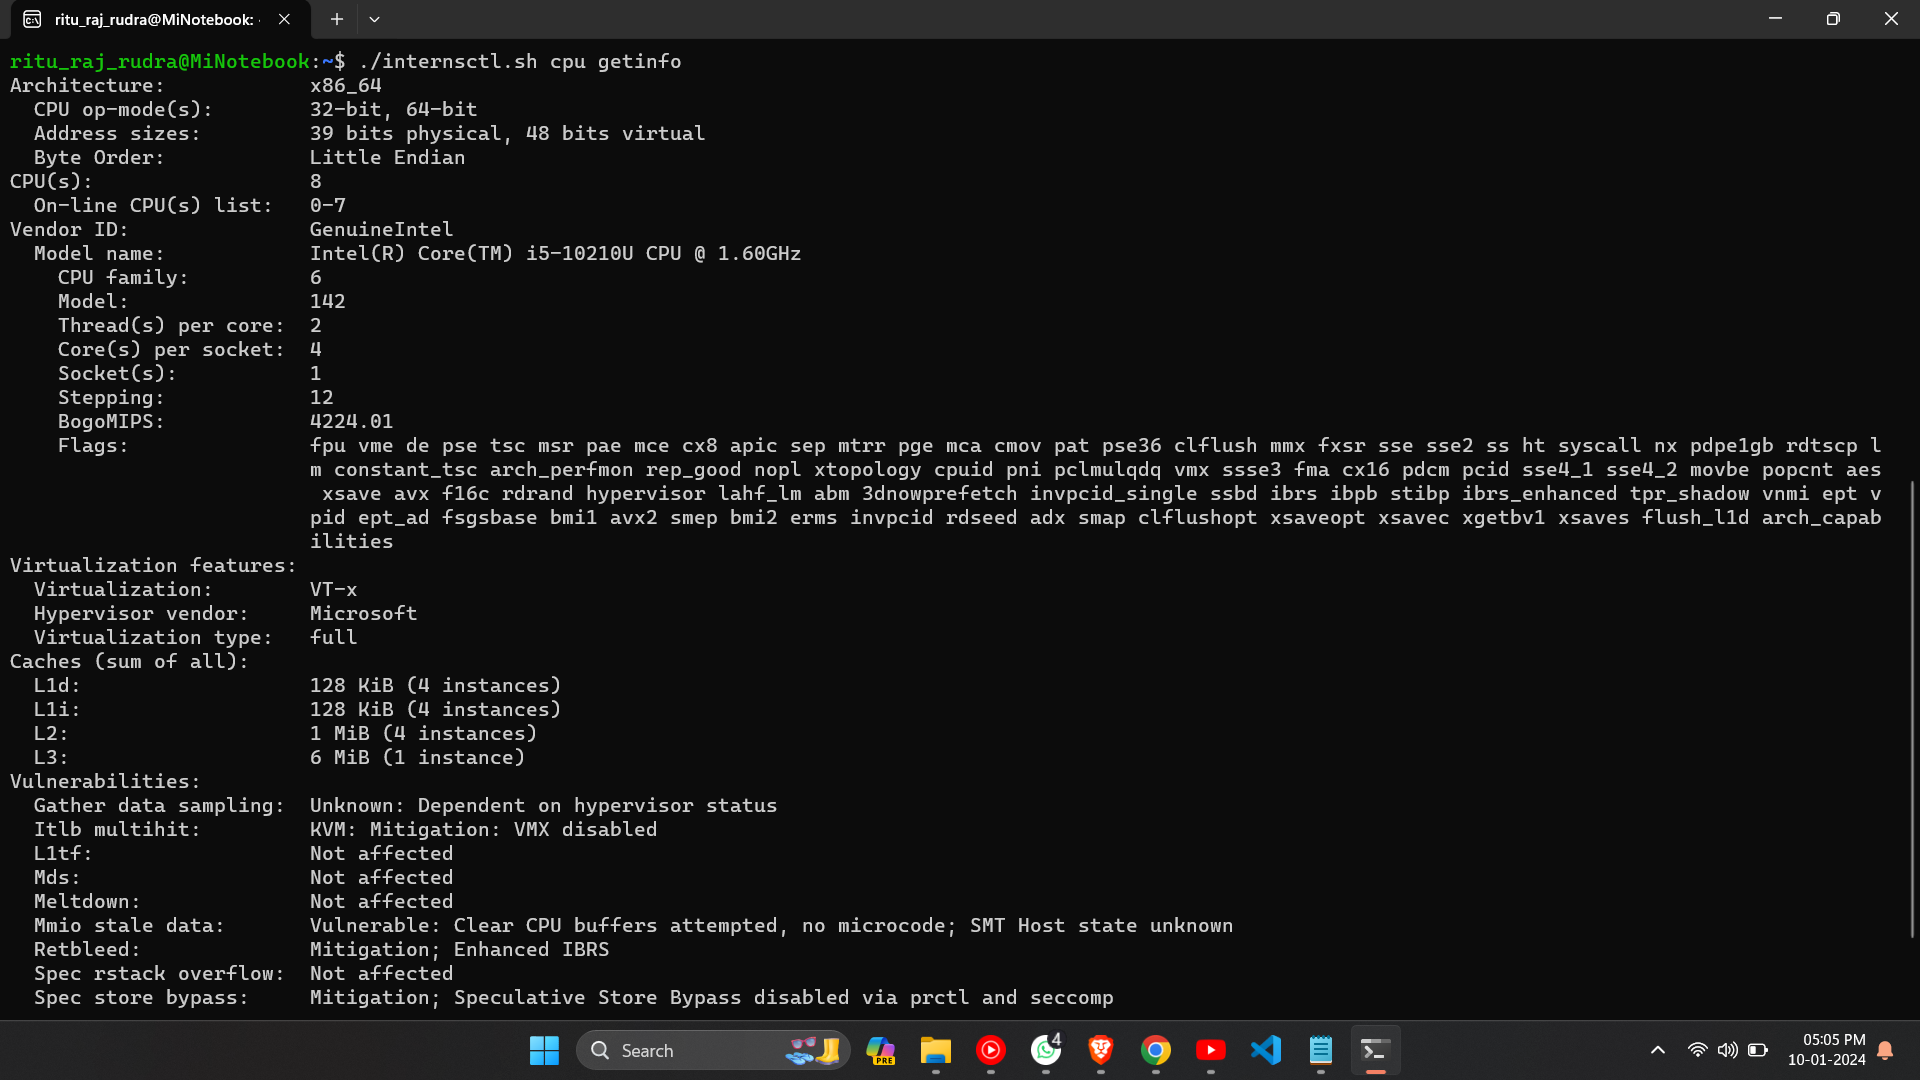 ritu_raj_rudra@MiNotebook: ~
ritu_raj_rudra@MiNotebook:~$ ./internsctl.sh cpu getinfo
Architecture: x86_64
CPU op-mode(s): 32-bit, 64-bit
Address sizes: 39 bits physical, 48 bits virtual
Byte Order: Little Endian
CPU(s): 8
On-line CPU(s) list: 0-7
Vendor ID: GenuineIntel
Model name: Intel(R) Core(TM) i5-10210U CPU @ 1.60GHz
CPU family: 6
Model: 142
Thread(s) per core: 2
Core(s) per socket: 4
Socket(s): 1
Stepping: 12
BogoMIPS: 4224.01
Flags: fpu vme de pse tsc msr pae mce cx8 apic sep mtrr pge mca cmov pat pse36 clflush mmx fxsr sse sse2 ss ht syscall nx pdpe1gb rdtscp l
m constant_tsc arch_perfmon rep_good nopl xtopology cpuid pni pclmulqdq vmx ssse3 fma cx16 pdcm pcid sse4_1 sse4_2 movbe popcnt aes
xsave avx f16c rdrand hypervisor lahf_lm abm 3dnowprefetch invpcid_single ssbd ibrs ibpb stibp ibrs_enhanced tpr_shadow vnmi ept v
pid ept_ad fsgsbase bmi1 avx2 smep bmi2 erms invpcid rdseed adx smap clflushopt xsaveopt xsavec xgetbv1 xsaves flush_l1d arch_capab
ilities
Virtualization features:
Virtualization: VT-x
Hypervisor vendor: Microsoft
Virtualization type: full
Caches (sum of all):
L1d: 128 KiB (4 instances)
L1i: 128 KiB (4 instances)
L2: 1 MiB (4 instances)
L3: 6 MiB (1 instance)
Vulnerabilities:
Gather data sampling: Unknown: Dependent on hypervisor status
Itlb multihit: KVM: Mitigation: VMX disabled
L1tf: Not affected
Mds: Not affected
Meltdown: Not affected
Mmio stale data: Vulnerable: Clear CPU buffers attempted, no microcode; SMT Host state unknown
Retbleed: Mitigation; Enhanced IBRS
Spec rstack overflow: Not affected
Spec store bypass: Mitigation; Speculative Store Bypass disabled via prctl and seccomp
Search
PRE
4
05:05 PM
10-01-2024